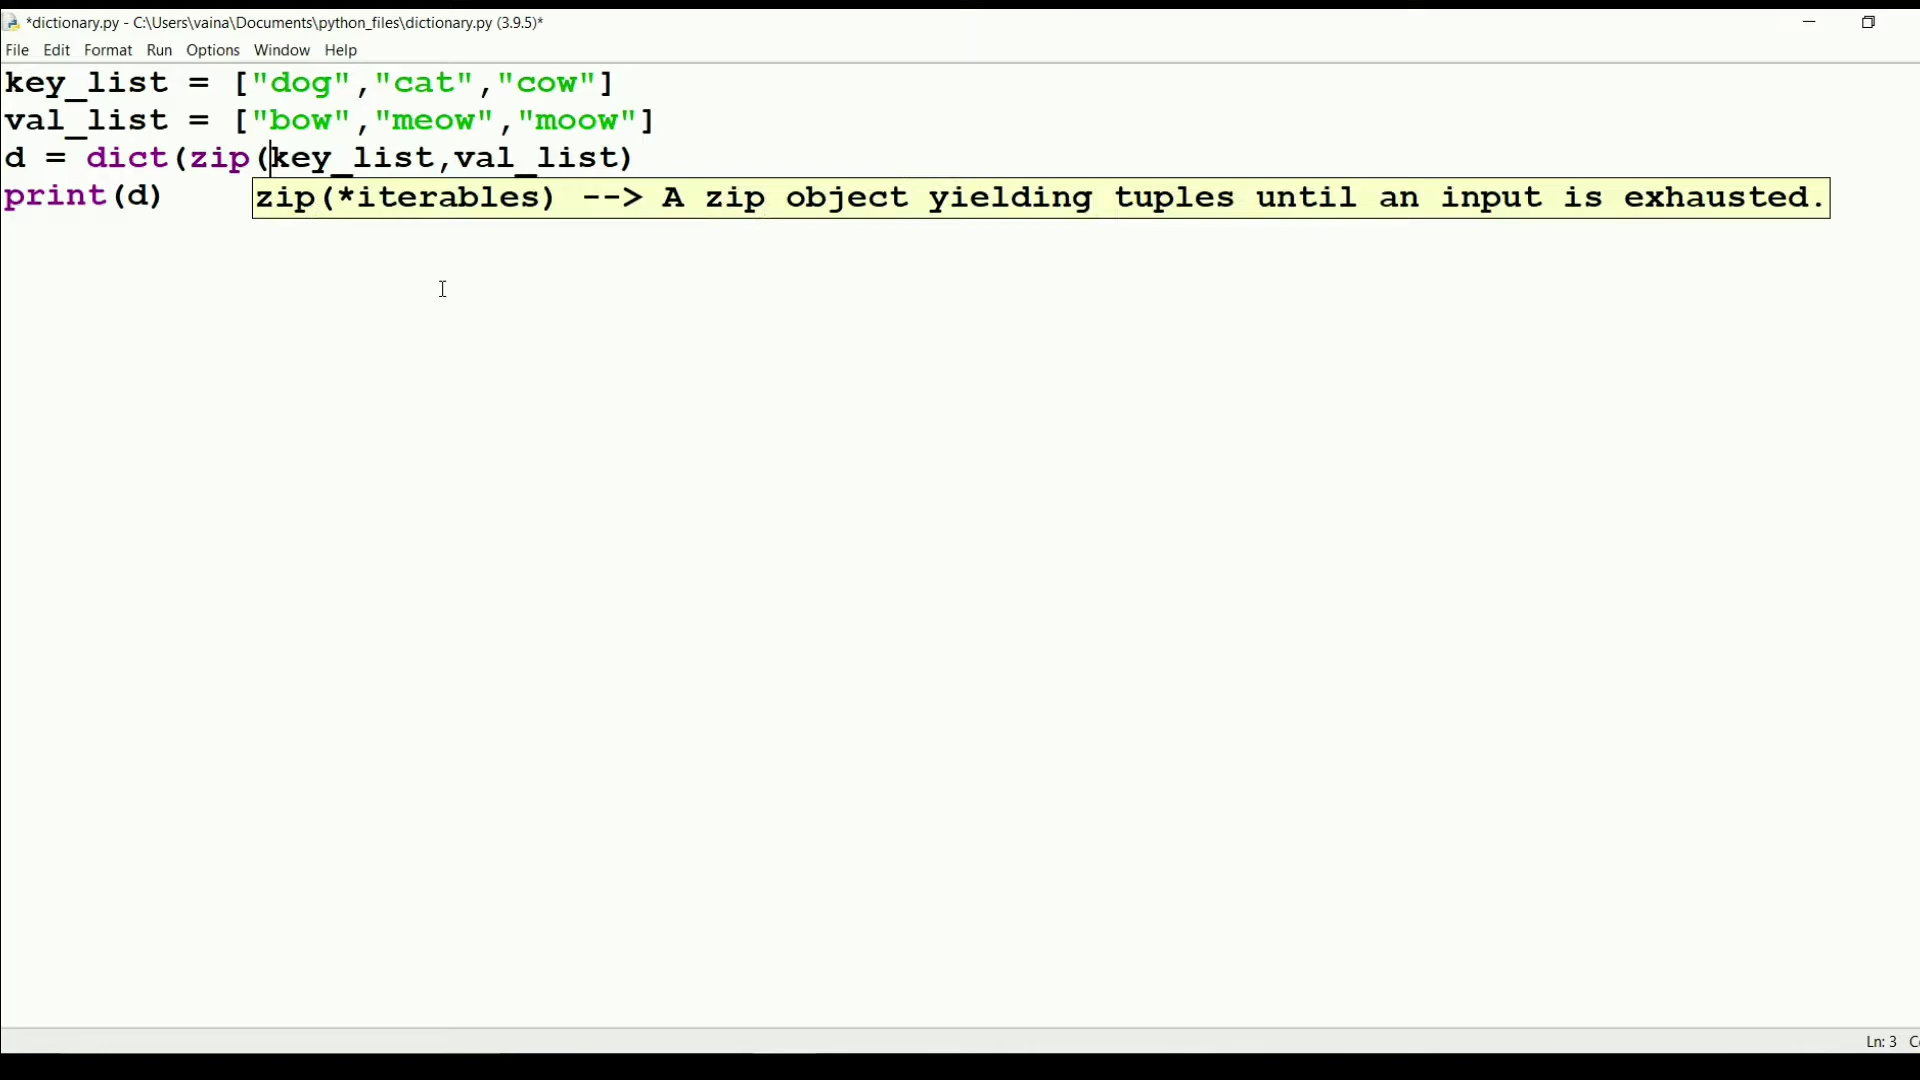 *dictionary.py - C:\Users\vaina\Documents\python_files\dictionary.py (3.9.5)*
File Edit Format Run Options Window Help
key_list = ["dog","cat","cow"]
val_list = ["bow","meow","moow"]
d = dict(zip(key_list,val_list)
print(d)
zip(*iterables) --> A zip object yielding tuples until an input is exhausted.
Ln: 3